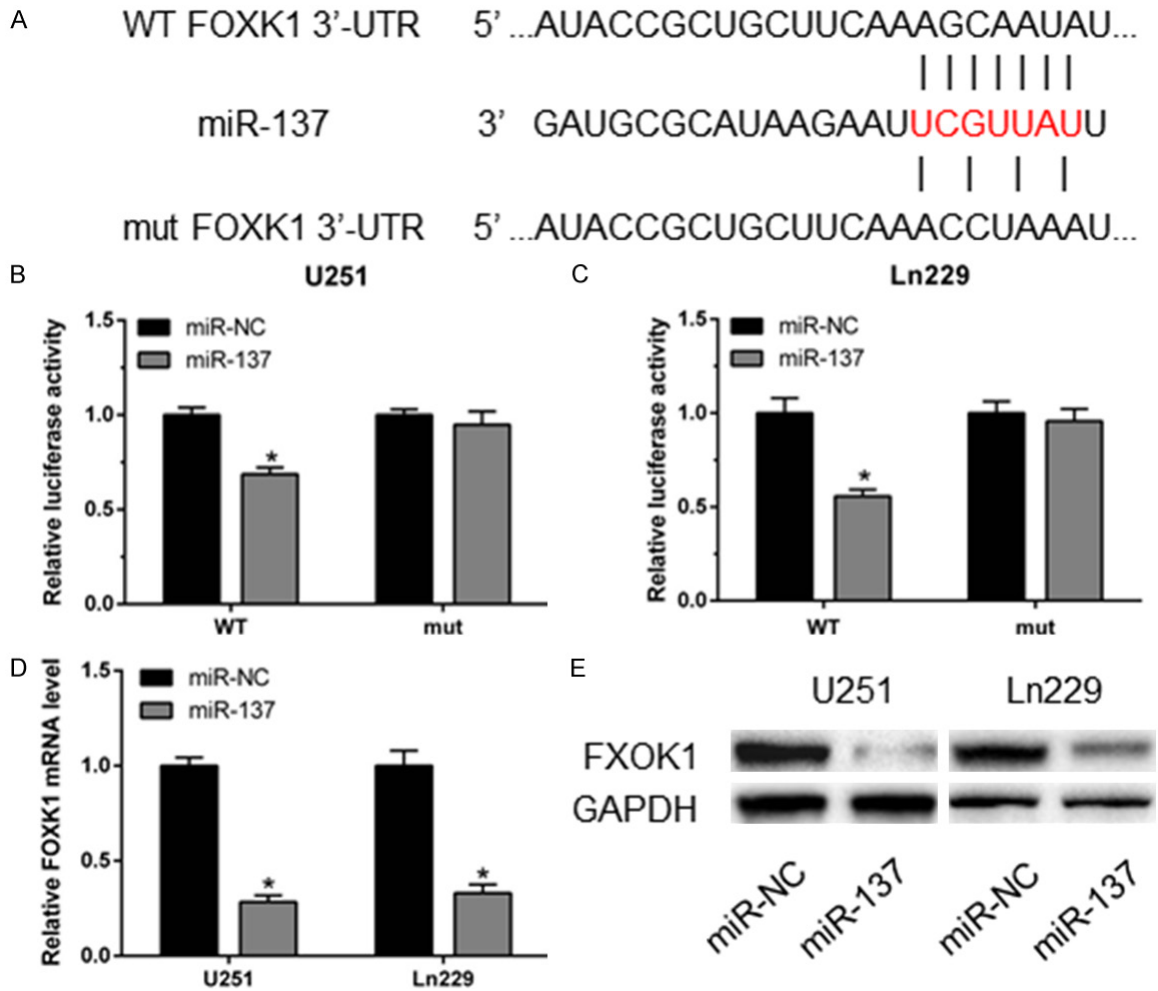 A
WT FOXK1 3’-UTR 5’ ...AUACCGCUGCUUCAAAGCAAUAU...
miR-137 3’ GAUGCGCAUAAGAAUUCGUUAUU
mut FOXK1 3’-UTR 5’ ...AUACCGCUGCUUCAAACCUAAAU...
B
U251
Relative luciferase activity
1.5
1.0
0.5
0.0
miR-NC
miR-137
*
WT mut
C
Ln229
Relative luciferase activity
1.5
1.0
0.5
0.0
miR-NC
miR-137
*
WT mut
D
Relative FOXK1 mRNA level
1.5
1.0
0.5
0.0
miR-NC
miR-137
* *
U251 Ln229
E
U251 Ln229
FXOK1
GAPDH
miR-NC miR-137 miR-NC miR-137